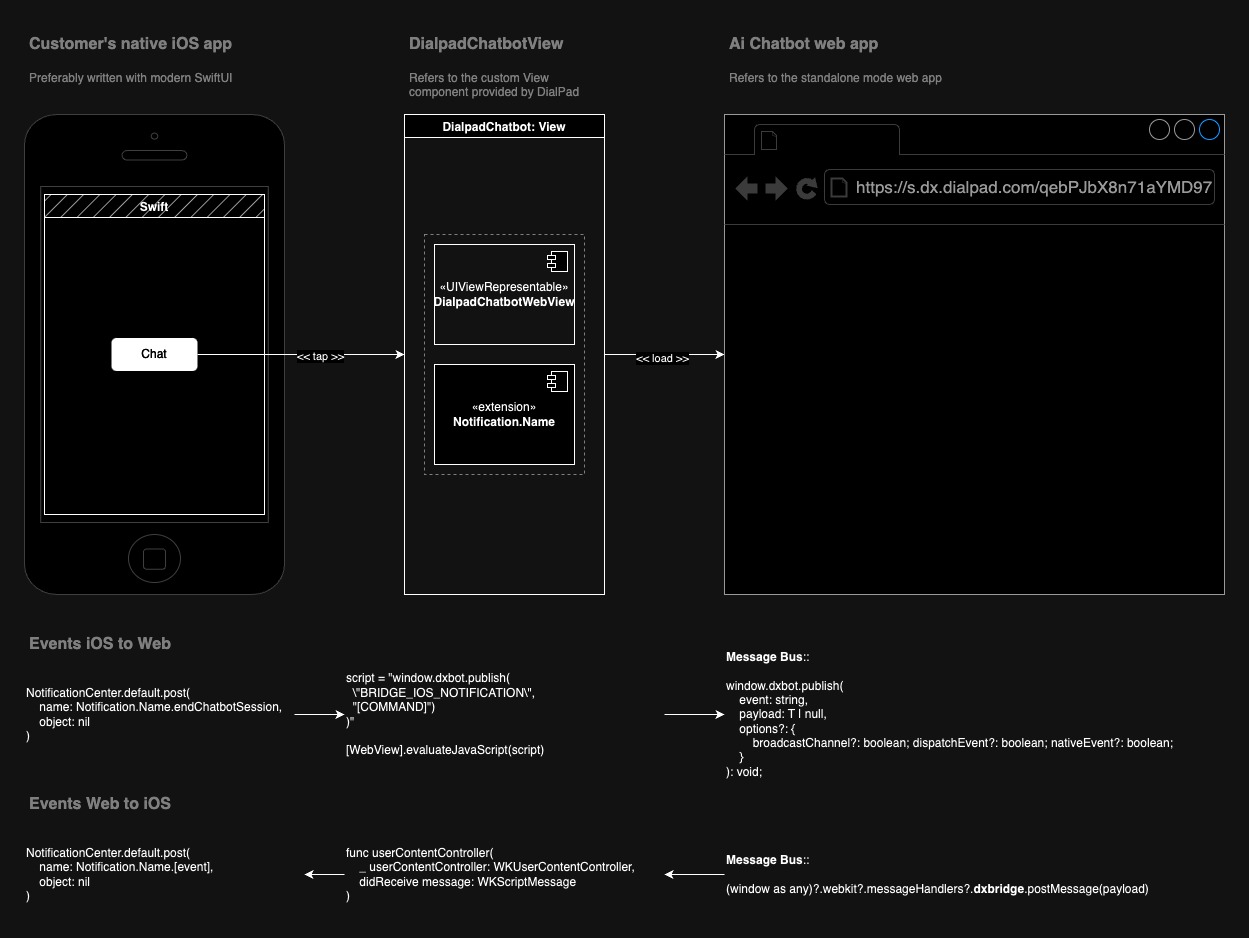 Customer's native iOS app
Preferably written with modern SwiftUI
DialpadChatbotView
Refers to the custom View
component provided by DialPad
Ai Chatbot web app
Refers to the standalone mode web app
Swift
Chat
<< tap >>
DialpadChatbot: View
«UIViewRepresentable»
DialpadChatbotWebView
«extension»
Notification.Name
<< load >>
https://s.dx.dialpad.com/qebPJbX8n71aYMD97
Events iOS to Web
NotificationCenter.default.post(
name: Notification.Name.endChatbotSession,
object: nil
)
script = "window.dxbot.publish(
\"BRIDGE_IOS_NOTIFICATION\",
"[COMMAND]")
)"
[WebView].evaluateJavaScript(script)
Message Bus::
window.dxbot.publish(
event: string,
payload: T | null,
options?: {
broadcastChannel?: boolean; dispatchEvent?: boolean; nativeEvent?: boolean;
}
): void;
Events Web to iOS
NotificationCenter.default.post(
name: Notification.Name.[event],
object: nil
)
func userContentController(
_ userContentController: WKUserContentController,
didReceive message: WKScriptMessage
)
Message Bus::
(window as any)?.webkit?.messageHandlers?.dxbridge.postMessage(payload)